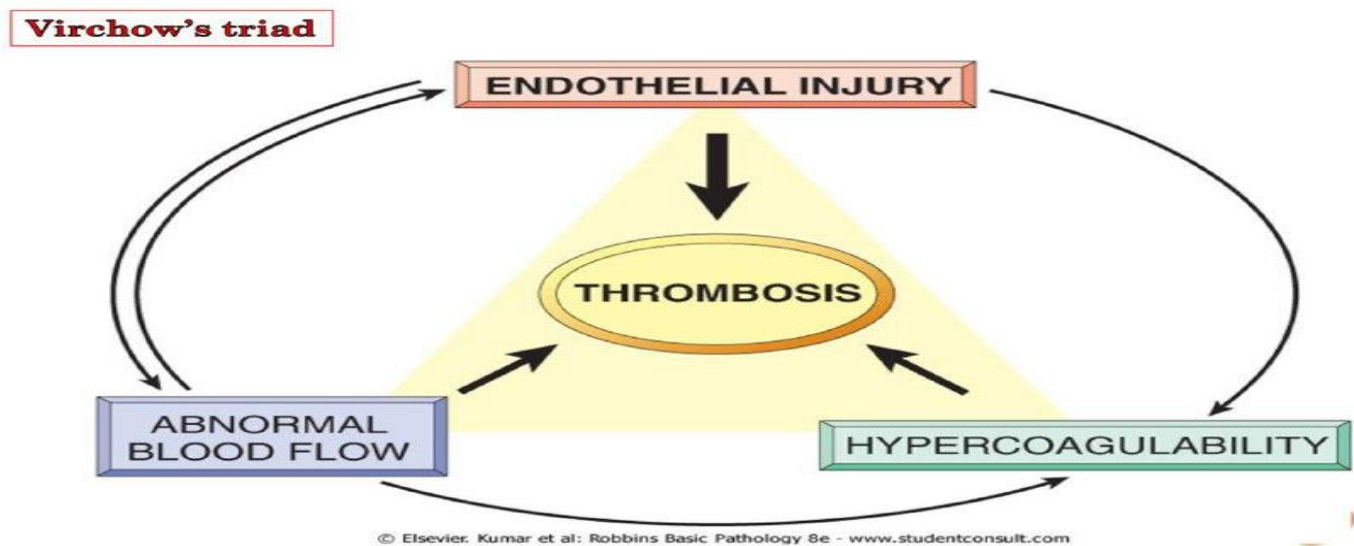 Virchow's triad
ENDOTHELIAL INJURY
THROMBOSIS
ABNORMAL
BLOOD FLOW
HYPERCOAGULABILITY
© Elsevier. Kumar et al: Robbins Basic Pathology 8e - www.studentconsult.com